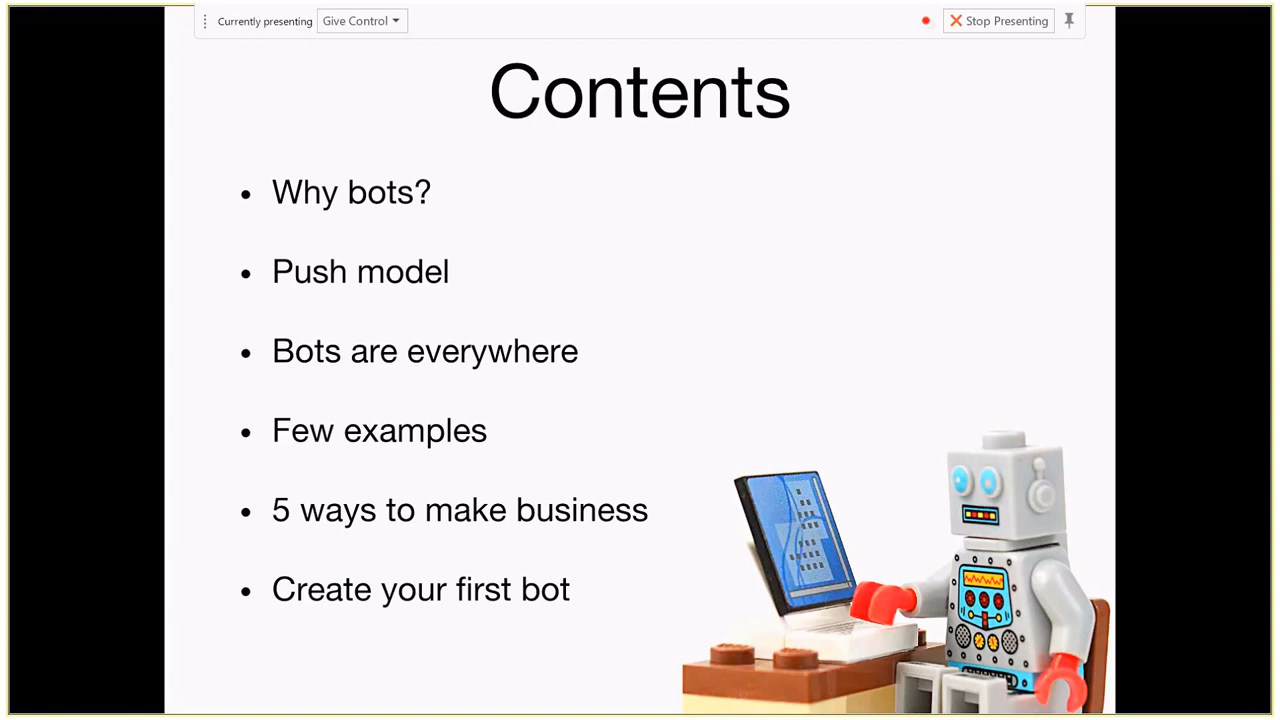 Currently presenting Give Control Stop Presenting
Contents
• Why bots?
• Push model
• Bots are everywhere
• Few examples
• 5 ways to make business
• Create your first bot